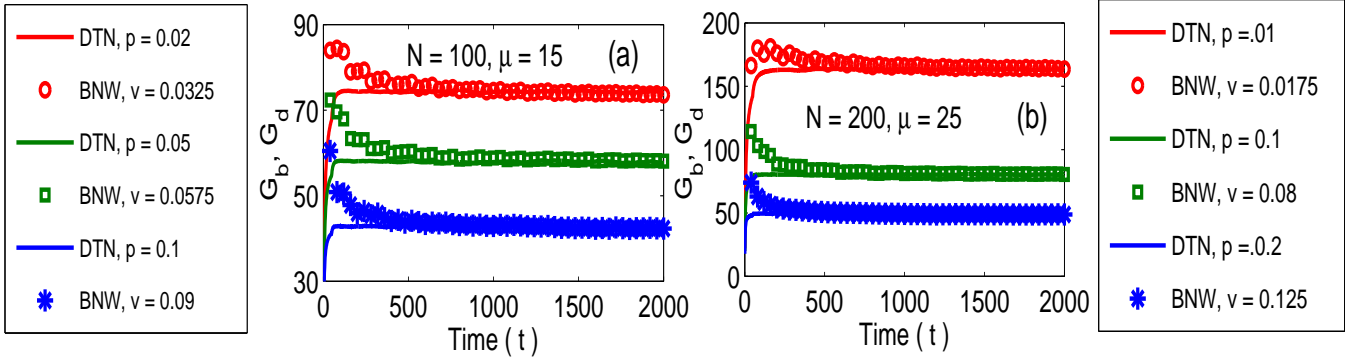 DTN, p = 0.02
BNW, v = 0.0325
DTN, p = 0.05
BNW, v = 0.0575
DTN, p = 0.1
BNW, v = 0.09
90
70
50
30
G_b, G_d
N = 100, μ = 15 (a)
0 500 1000 1500 2000
Time ( t )
200
150
100
50
0
G_b, G_d
N = 200, μ = 25 (b)
0 500 1000 1500 2000
Time ( t )
DTN, p =.01
BNW, v = 0.0175
DTN, p = 0.1
BNW, v = 0.08
DTN, p =.0.2
BNW, v = 0.125